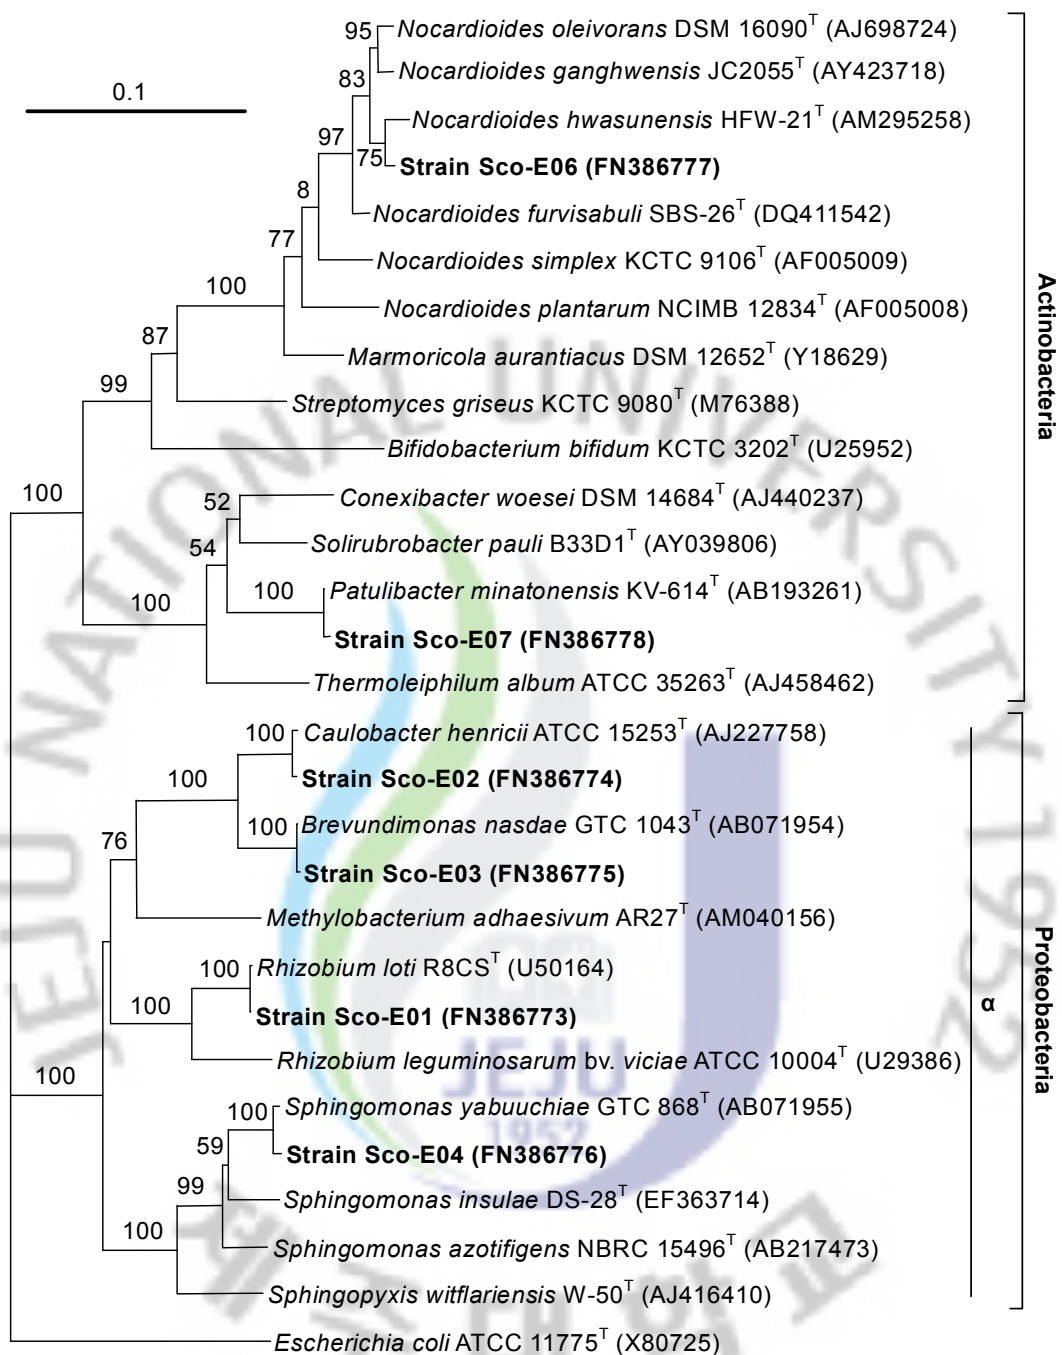 95
Nocardioides oleivorans DSM 16090T (AJ698724)
Nocardioides ganghwensis JC2055T (AY423718)
83
0.1
Nocardioides hwasunensis HFW-21T (AM295258)
97
75
Strain Sco-E06 (FN386777)
8
Nocardioides furvisabuli SBS-26T (DQ411542)
77
Nocardioides simplex KCTC 9106T (AF005009)
100
Nocardioides plantarum NCIMB 12834T (AF005008)
87
Marmoricola aurantiacus DSM 12652T (Y18629)
99
Streptomyces griseus KCTC 9080T (M76388)
Bifidobacterium bifidum KCTC 3202T (U25952)
Actinobacteria
100
52
Conexibacter woesei DSM 14684T (AJ440237)
54
Solirubrobacter pauli B33D1T (AY039806)
100
100
Patulibacter minatonensis KV-614T (AB193261)
Strain Sco-E07 (FN386778)
Thermoleiphilum album ATCC 35263T (AJ458462)
100
Caulobacter henricii ATCC 15253T (AJ227758)
100
Strain Sco-E02 (FN386774)
76
100
Brevundimonas nasdae GTC 1043T (AB071954)
Strain Sco-E03 (FN386775)
Methylobacterium adhaesivum AR27T (AM040156)
100
Rhizobium loti R8CST (U50164)
100
Strain Sco-E01 (FN386773)
α
Proteobacteria
Rhizobium leguminosarum bv. viciae ATCC 10004T (U29386)
100
100
Sphingomonas yabuuchiae GTC 868T (AB071955)
59
Strain Sco-E04 (FN386776)
99
Sphingomonas insulae DS-28T (EF363714)
100
Sphingomonas azotifigens NBRC 15496T (AB217473)
Sphingopyxis witflariensis W-50T (AJ416410)
Escherichia coli ATCC 11775T (X80725)
JEJU NATIONAL UNIVERSITY 1952
JEJU
1952